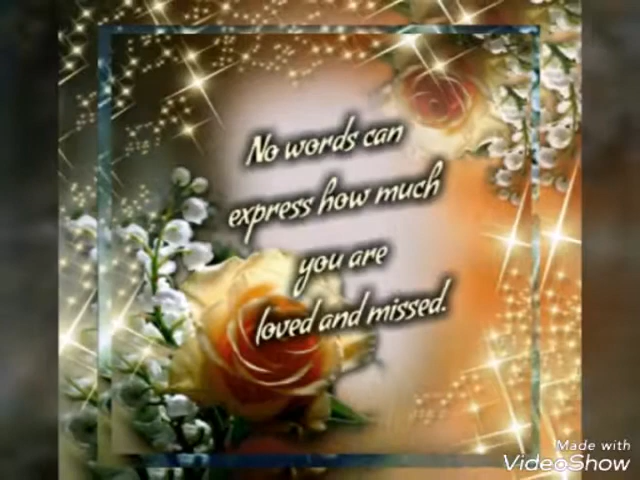 No words can
express how much
you are
loved and missed.
Made with
VideoShow